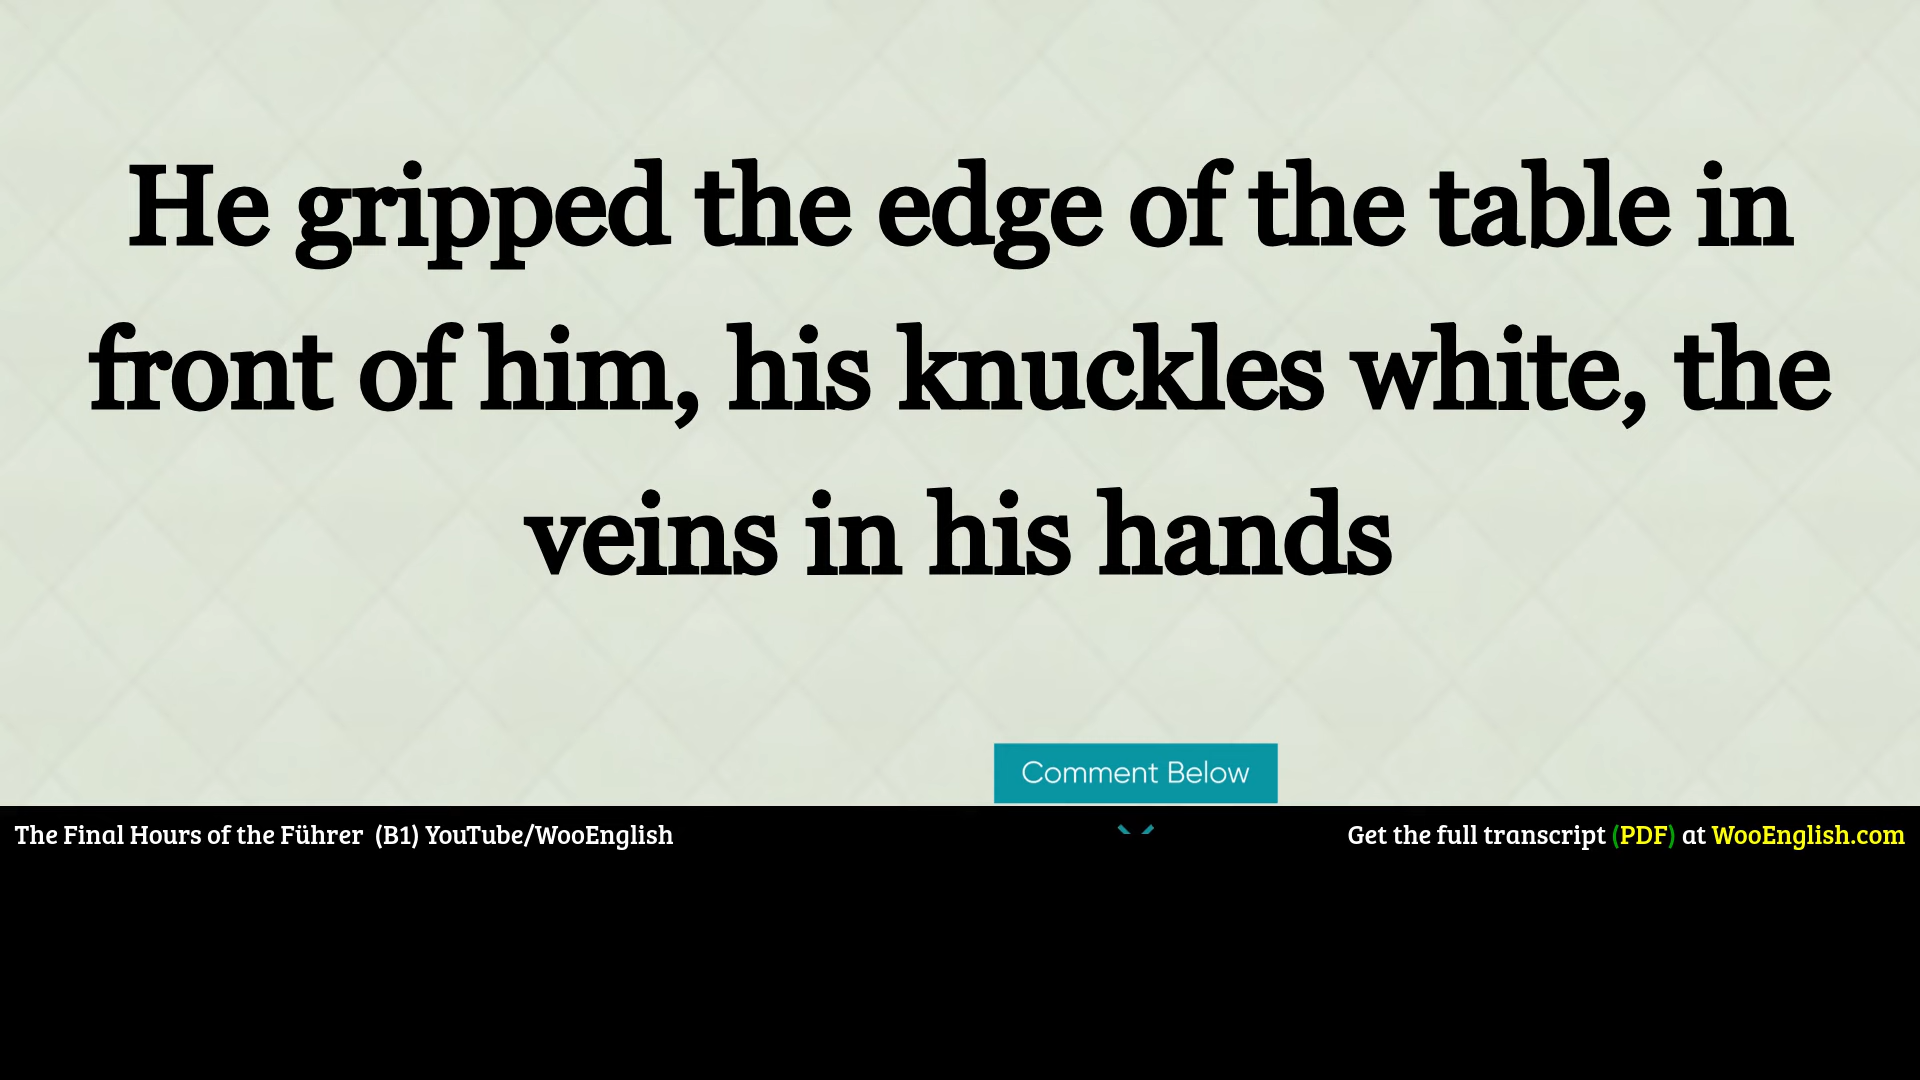 He gripped the edge of the table in
front of him, his knuckles white, the
veins in his hands
Comment Below
The Final Hours of the Führer (B1) YouTube/WooEnglish
Get the full transcript (PDF) at WooEnglish.com